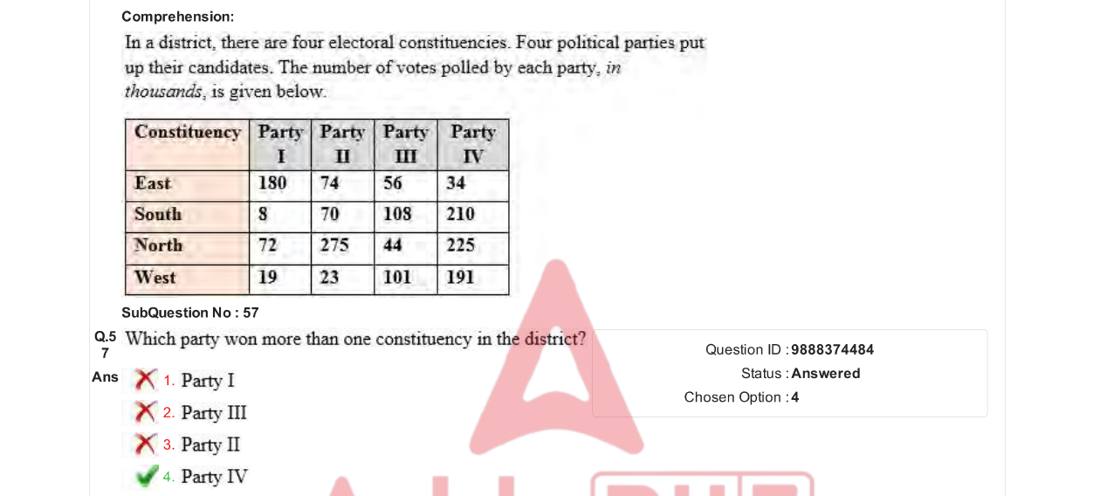 Comprehension:
In a district, there are four electoral constituencies. Four political parties put
up their candidates. The number of votes polled by each party, in
thousands, is given below.
Constituency Party I Party II Party III Party IV
East 180 74 56 34
South 8 70 108 210
North 72 275 44 225
West 19 23 101 191
SubQuestion No : 57
Q.5
7
Which party won more than one constituency in the district?
Ans
1. Party I
2. Party III
3. Party II
4. Party IV
Question ID : 9888374484
Status : Answered
Chosen Option : 4